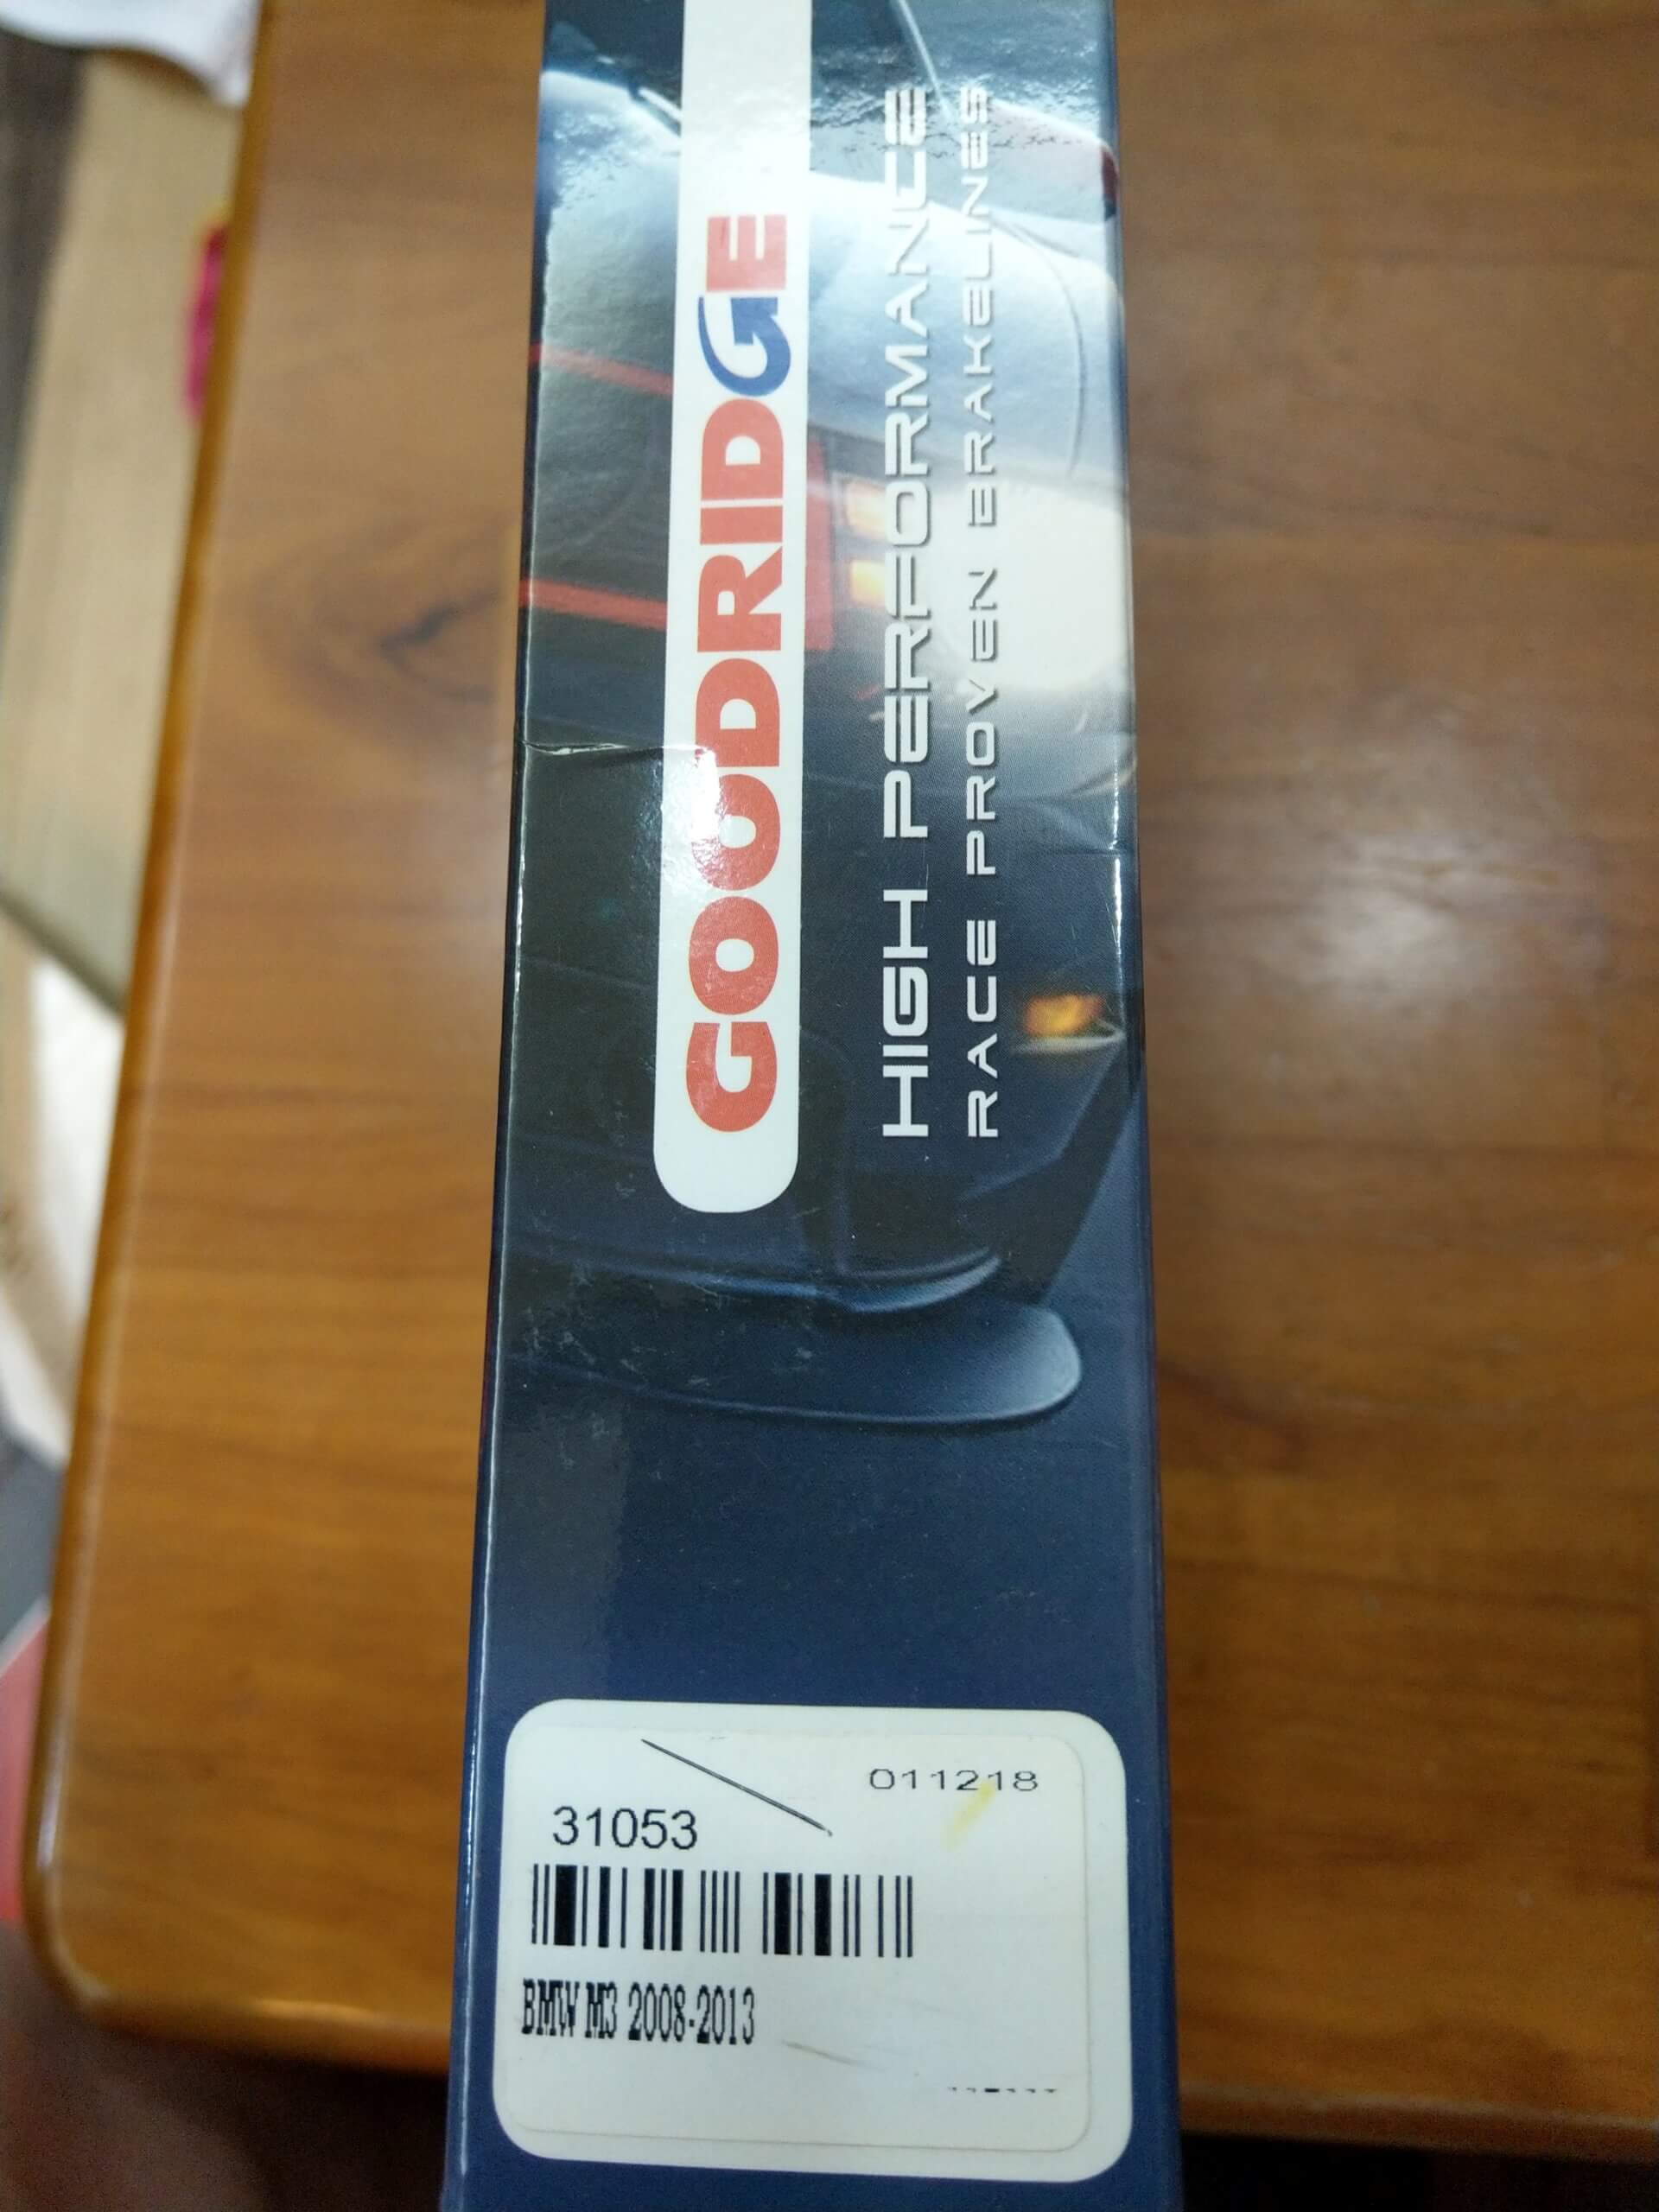 GOODRIDGE
HIGH PERFORMANCE
RACE PROVEN BRAKELINES
011218
31053
BMW M3 2008-2013